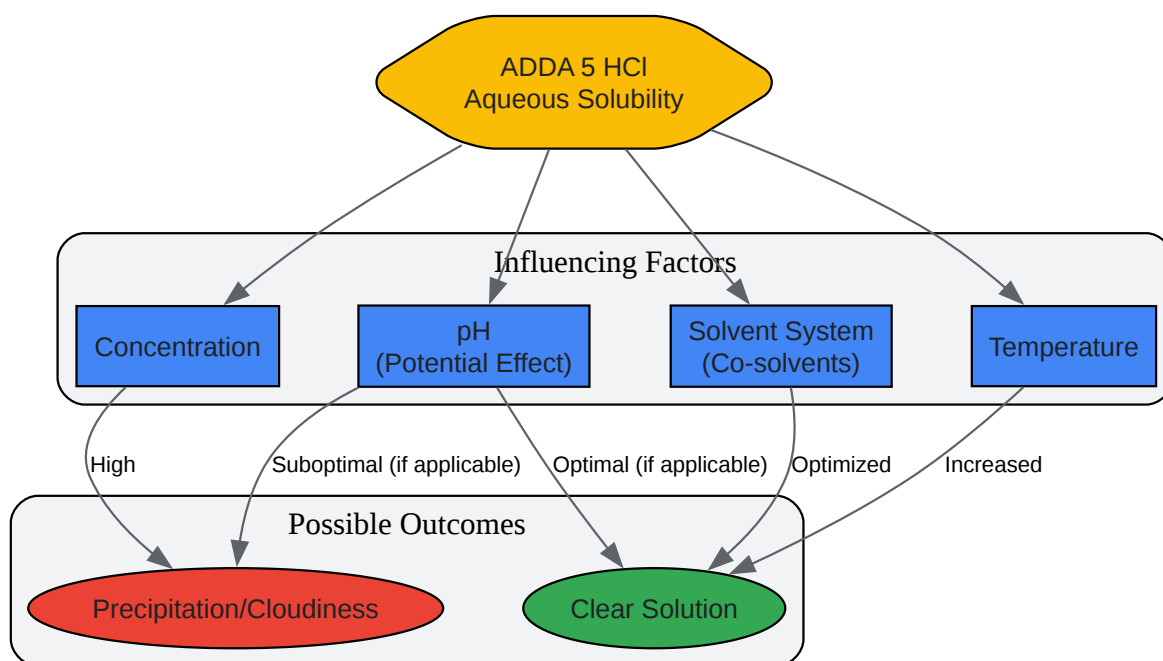 ADDA 5 HCl
Aqueous Solubility
Influencing Factors
Concentration
pH
(Potential Effect)
Solvent System
(Co-solvents)
Temperature
High
Suboptimal (if applicable)
Optimal (if applicable)
Optimized
Increased
Possible Outcomes
Precipitation/Cloudiness
Clear Solution